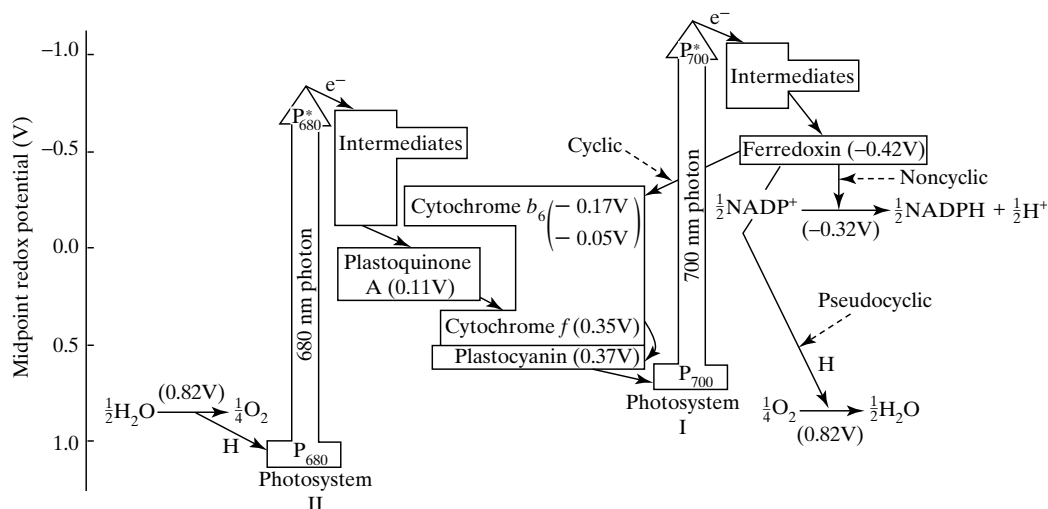 Midpoint redox potential (V)
–1.0
–0.5
0.0
0.5
1.0
½H₂O
(0.82V)
¼O₂
H
P₆₈₀
Photosystem
II
680 nm photon
P*₆₈₀
e⁻
Intermediates
Plastoquinone
A (0.11V)
Cytochrome b₆ (– 0.17V
– 0.05V)
Cytochrome f (0.35V)
Plastocyanin (0.37V)
P₇₀₀
Photosystem
I
700 nm photon
P*₇₀₀
e⁻
Intermediates
Ferredoxin (–0.42V)
Cyclic
Noncyclic
½NADP⁺
½NADPH + ½H⁺
(–0.32V)
Pseudocyclic
H
¼O₂
½H₂O
(0.82V)